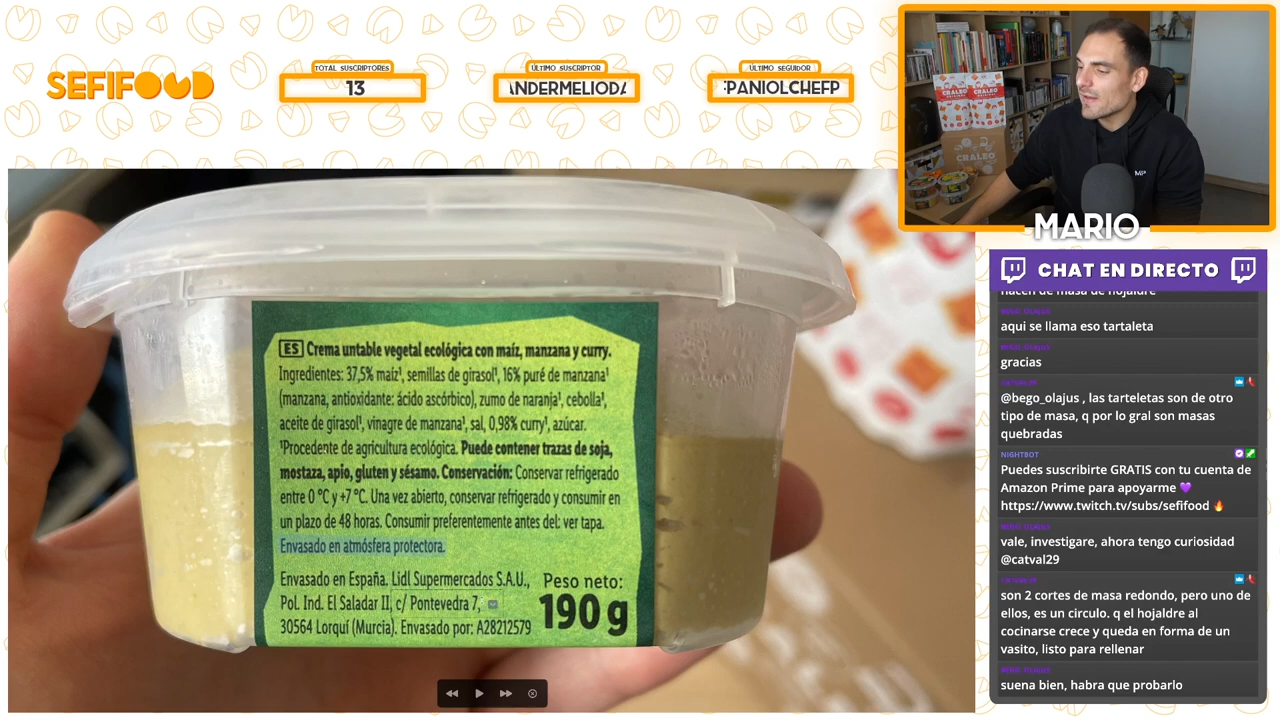 SEFIFOOD
TOTAL SUSCRIPTORES
13
ÚLTIMO SUSCRIPTOR
ANDERMELIODA
ÚLTIMO SEGUIDOR
PANIOLCHEFP
CRALEO
CRALEO
CRALEO
MARIO
ES Crema untable vegetal ecológica con maíz, manzana y curry.
Ingredientes: 37,5% maíz¹, semillas de girasol¹, 16% puré de manzana¹
(manzana, antioxidante: ácido ascórbico), zumo de naranja¹, cebolla¹,
aceite de girasol¹, vinagre de manzana¹, sal, 0,98% curry¹, azúcar.
¹Procedente de agricultura ecológica. Puede contener trazas de soja,
mostaza, apio, gluten y sésamo. Conservación: Conservar refrigerado
entre 0 °C y +7 °C. Una vez abierto, conservar refrigerado y consumir en
un plazo de 48 horas. Consumir preferentemente antes del: ver tapa.
Envasado en atmósfera protectora.
Envasado en España. Lidl Supermercados S.A.U.,
Pol. Ind. El Saladar II, c/ Pontevedra 7,
30564 Lorquí (Murcia). Envasado por: A28212579
Peso neto:
190 g
CHAT EN DIRECTO
hacen de masa de hojaldre
aqui se llama eso tartaleta
gracias
@bego_olajus , las tarteletas son de otro
tipo de masa, q por lo gral son masas
quebradas
NIGHTBOT
Puedes suscribirte GRATIS con tu cuenta de
Amazon Prime para apoyarme 💜
https://www.twitch.tv/subs/sefifood 🔥
vale, investigare, ahora tengo curiosidad
@catval29
son 2 cortes de masa redondo, pero uno de
ellos, es un circulo. q el hojaldre al
cocinarse crece y queda en forma de un
vasito, listo para rellenar
suena bien, habra que probarlo